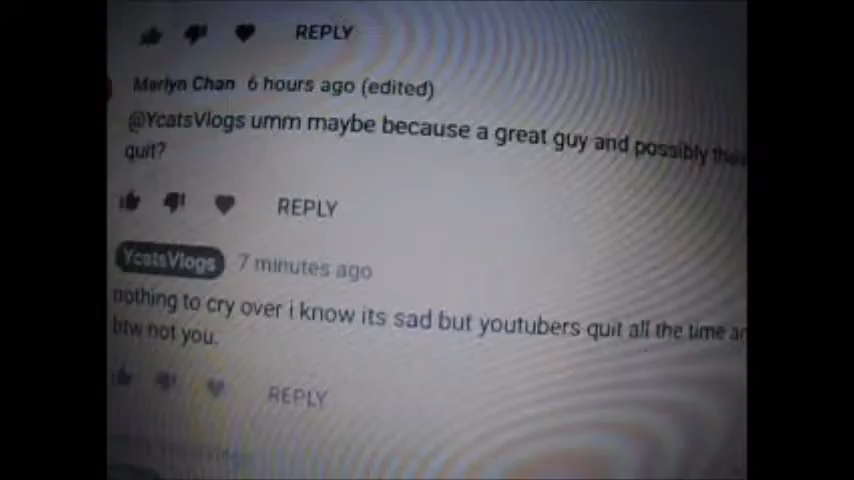 REPLY
Marlyn Chan 6 hours ago (edited)
@YcatsVlogs umm maybe because a great guy and possibly
quit?
REPLY
YcatsVlogs 7 minutes ago
nothing to cry over i know its sad but youtubers quit all the time
btw not you.
REPLY